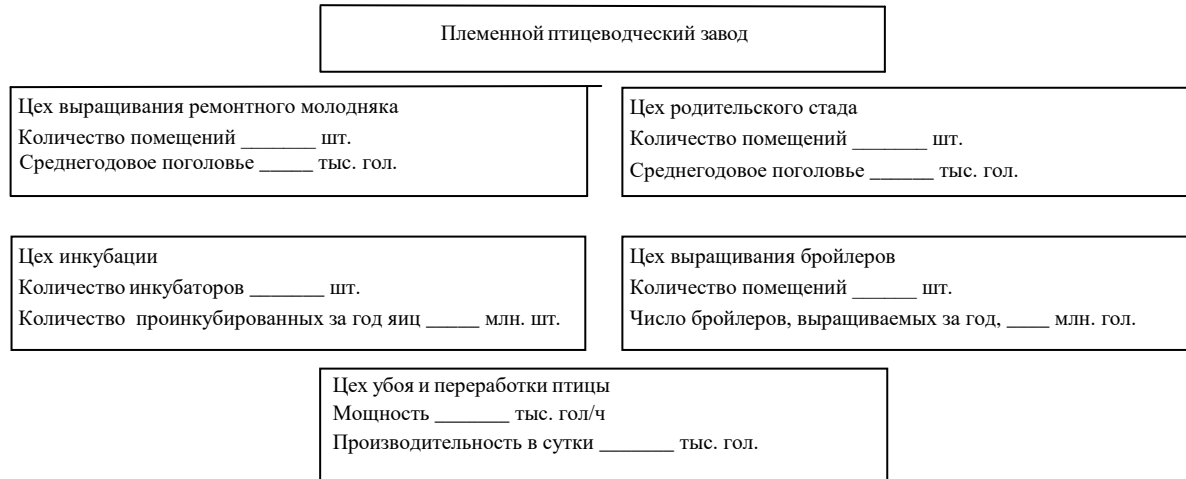 Племенной птицеводческий завод
Цех выращивания ремонтного молодняка
Количество помещений _______ шт.
Среднегодовое поголовье _____ тыс. гол.
Цех родительского стада
Количество помещений _______ шт.
Среднегодовое поголовье ______ тыс. гол.
Цех инкубации
Количество инкубаторов _______ шт.
Количество проинкубированных за год яиц _____ млн. шт.
Цех выращивания бройлеров
Количество помещений ______ шт.
Число бройлеров, выращиваемых за год, ____ млн. гол.
Цех убоя и переработки птицы
Мощность _______ тыс. гол/ч
Производительность в сутки _______ тыс. гол.